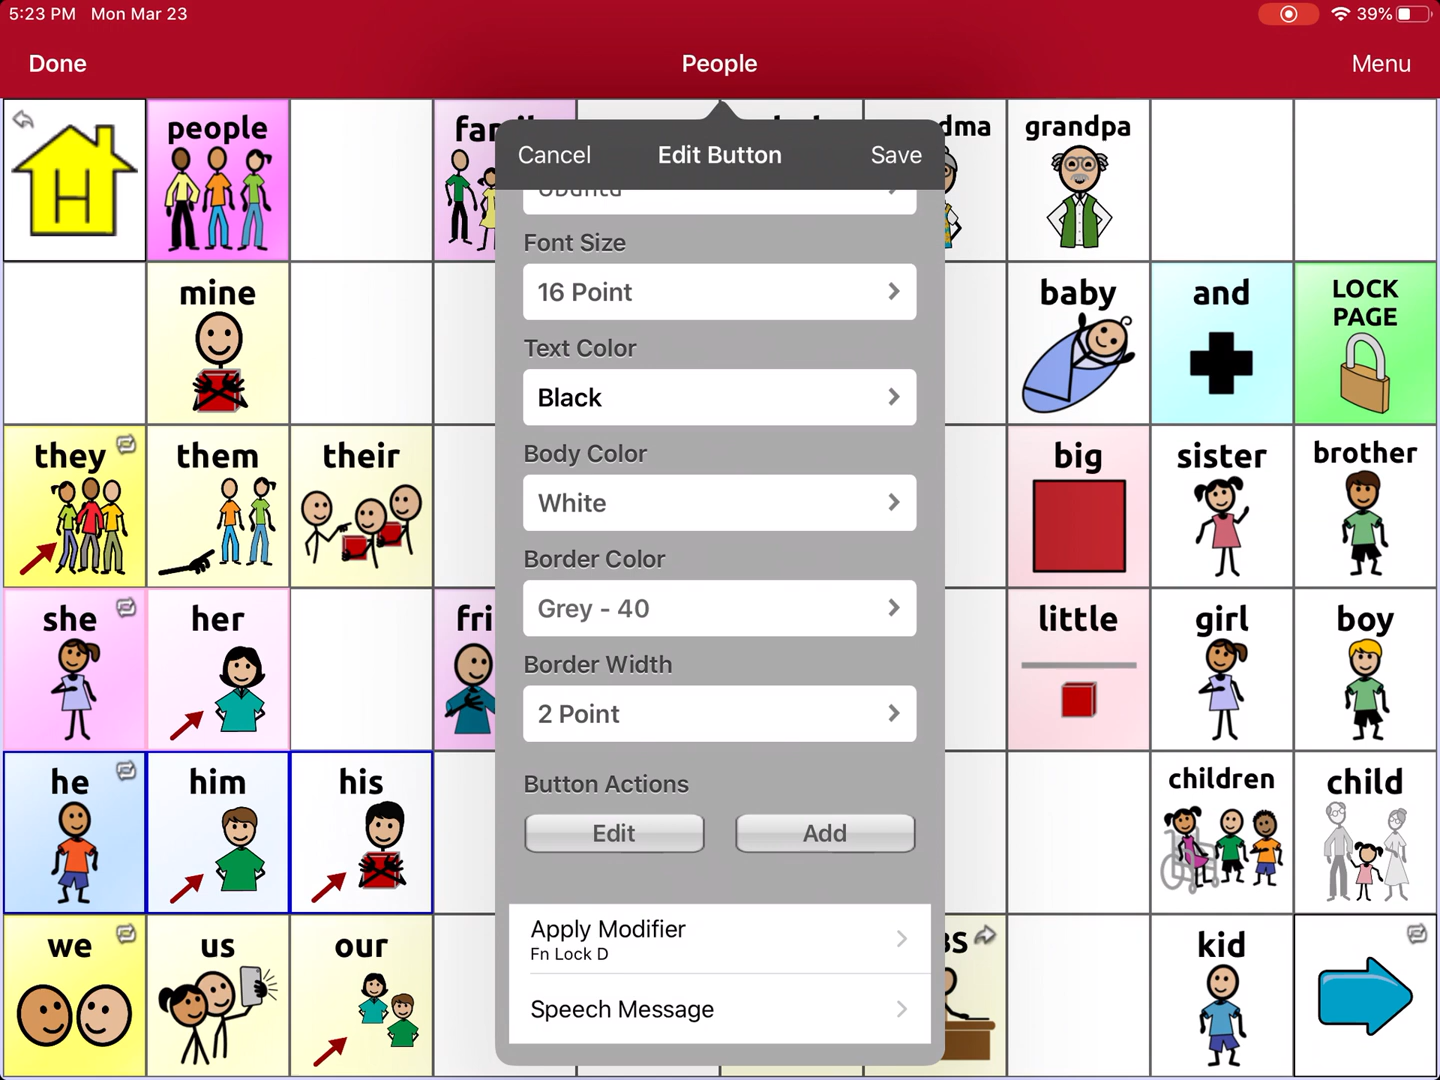 5:23 PM Mon Mar 23
39%
Done
People
Menu
people
grandpa
Cancel
Edit Button
Save
Ubuntu
Font Size
16 Point
Text Color
Black
Body Color
White
Border Color
Grey - 40
Border Width
2 Point
Button Actions
Edit
Add
Apply Modifier
Fn Lock D
Speech Message
H
mine
baby
and
LOCK
PAGE
they
them
their
big
sister
brother
she
her
fri
little
girl
boy
he
him
his
children
child
we
us
our
kid